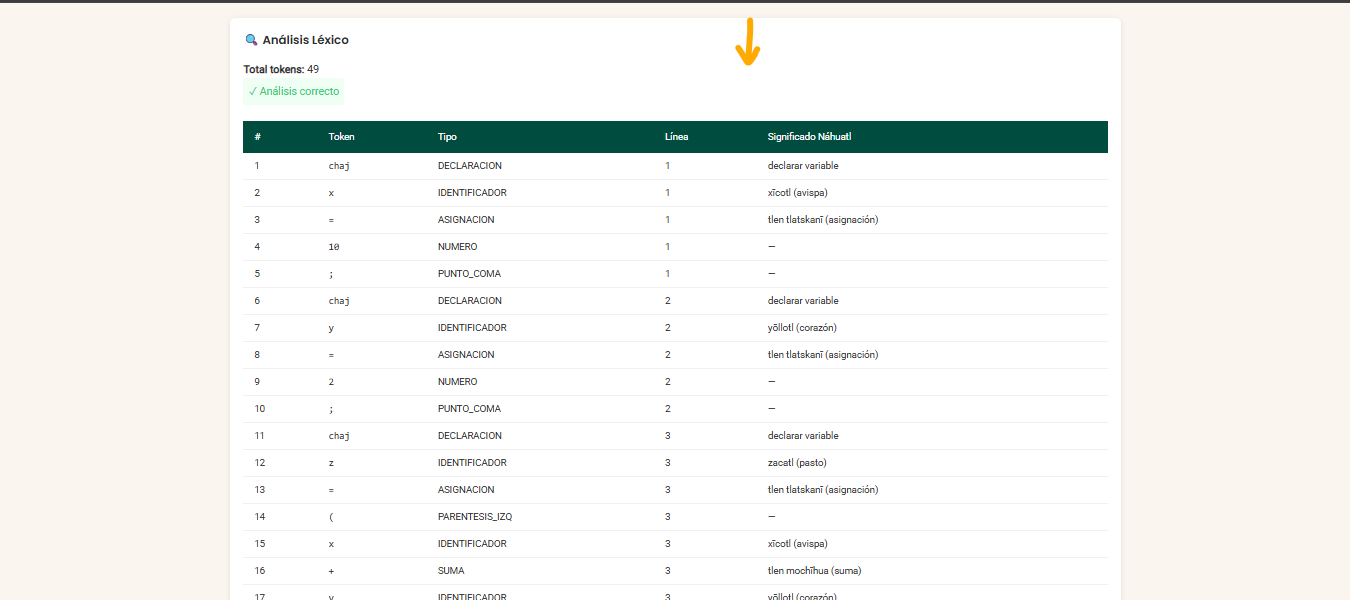 Análisis Léxico
Total tokens: 49
✓ Análisis correcto
# Token Tipo Línea Significado Náhuatl
1 chaj DECLARACION 1 declarar variable
2 x IDENTIFICADOR 1 xīcotl (avispa)
3 = ASIGNACION 1 tlen tlatskanī (asignación)
4 10 NUMERO 1 —
5 ; PUNTO_COMA 1 —
6 chaj DECLARACION 2 declarar variable
7 y IDENTIFICADOR 2 yōllotl (corazón)
8 = ASIGNACION 2 tlen tlatskanī (asignación)
9 2 NUMERO 2 —
10 ; PUNTO_COMA 2 —
11 chaj DECLARACION 3 declarar variable
12 z IDENTIFICADOR 3 zacatl (pasto)
13 = ASIGNACION 3 tlen tlatskanī (asignación)
14 ( PARENTESIS_IZQ 3 —
15 x IDENTIFICADOR 3 xīcotl (avispa)
16 + SUMA 3 tlen mochīhua (suma)
17 y IDENTIFICADOR 3 yōllotl (corazón)